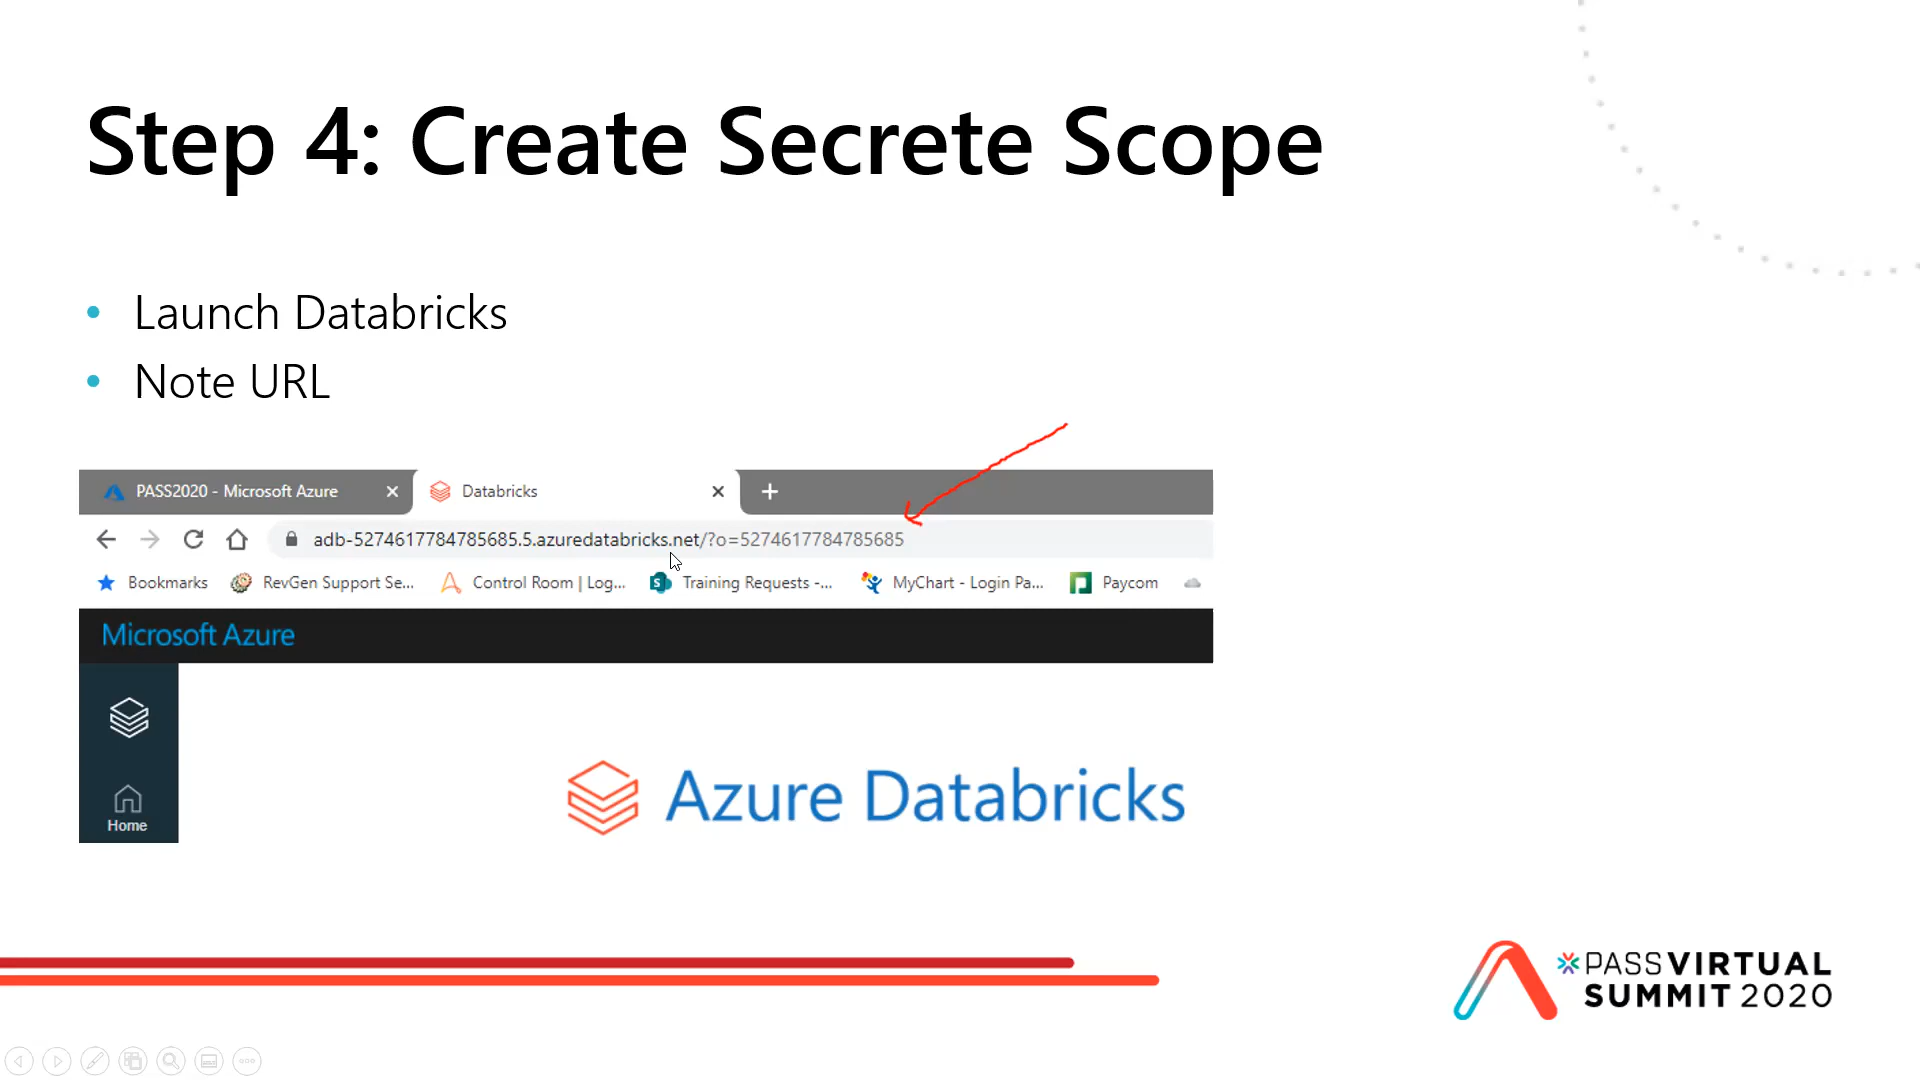 Step 4: Create Secrete Scope
• Launch Databricks
• Note URL
PASS2020 - Microsoft Azure
Databricks
adb-5274617784785685.5.azuredatabricks.net/?o=5274617784785685
Bookmarks RevGen Support Se... Control Room | Log... Training Requests -... MyChart - Login Pa... Paycom
Microsoft Azure
Home
Azure Databricks
PASS VIRTUAL
SUMMIT 2020